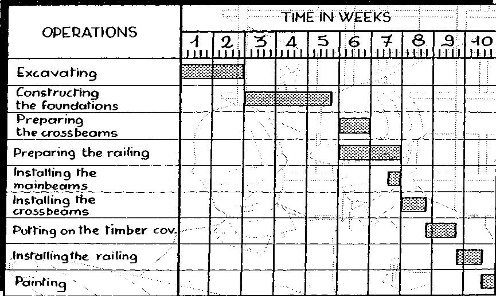 OPERATIONS
TIME IN WEEKS
1 2 3 4 5 6 7 8 9 10
Excavating
Constructing
the foundations
Preparing
the crossbeams
Preparing the railing
Installing the
mainbeams
Installing the
crossbeams
Putting on the timber cov.
Installing the railing
Painting